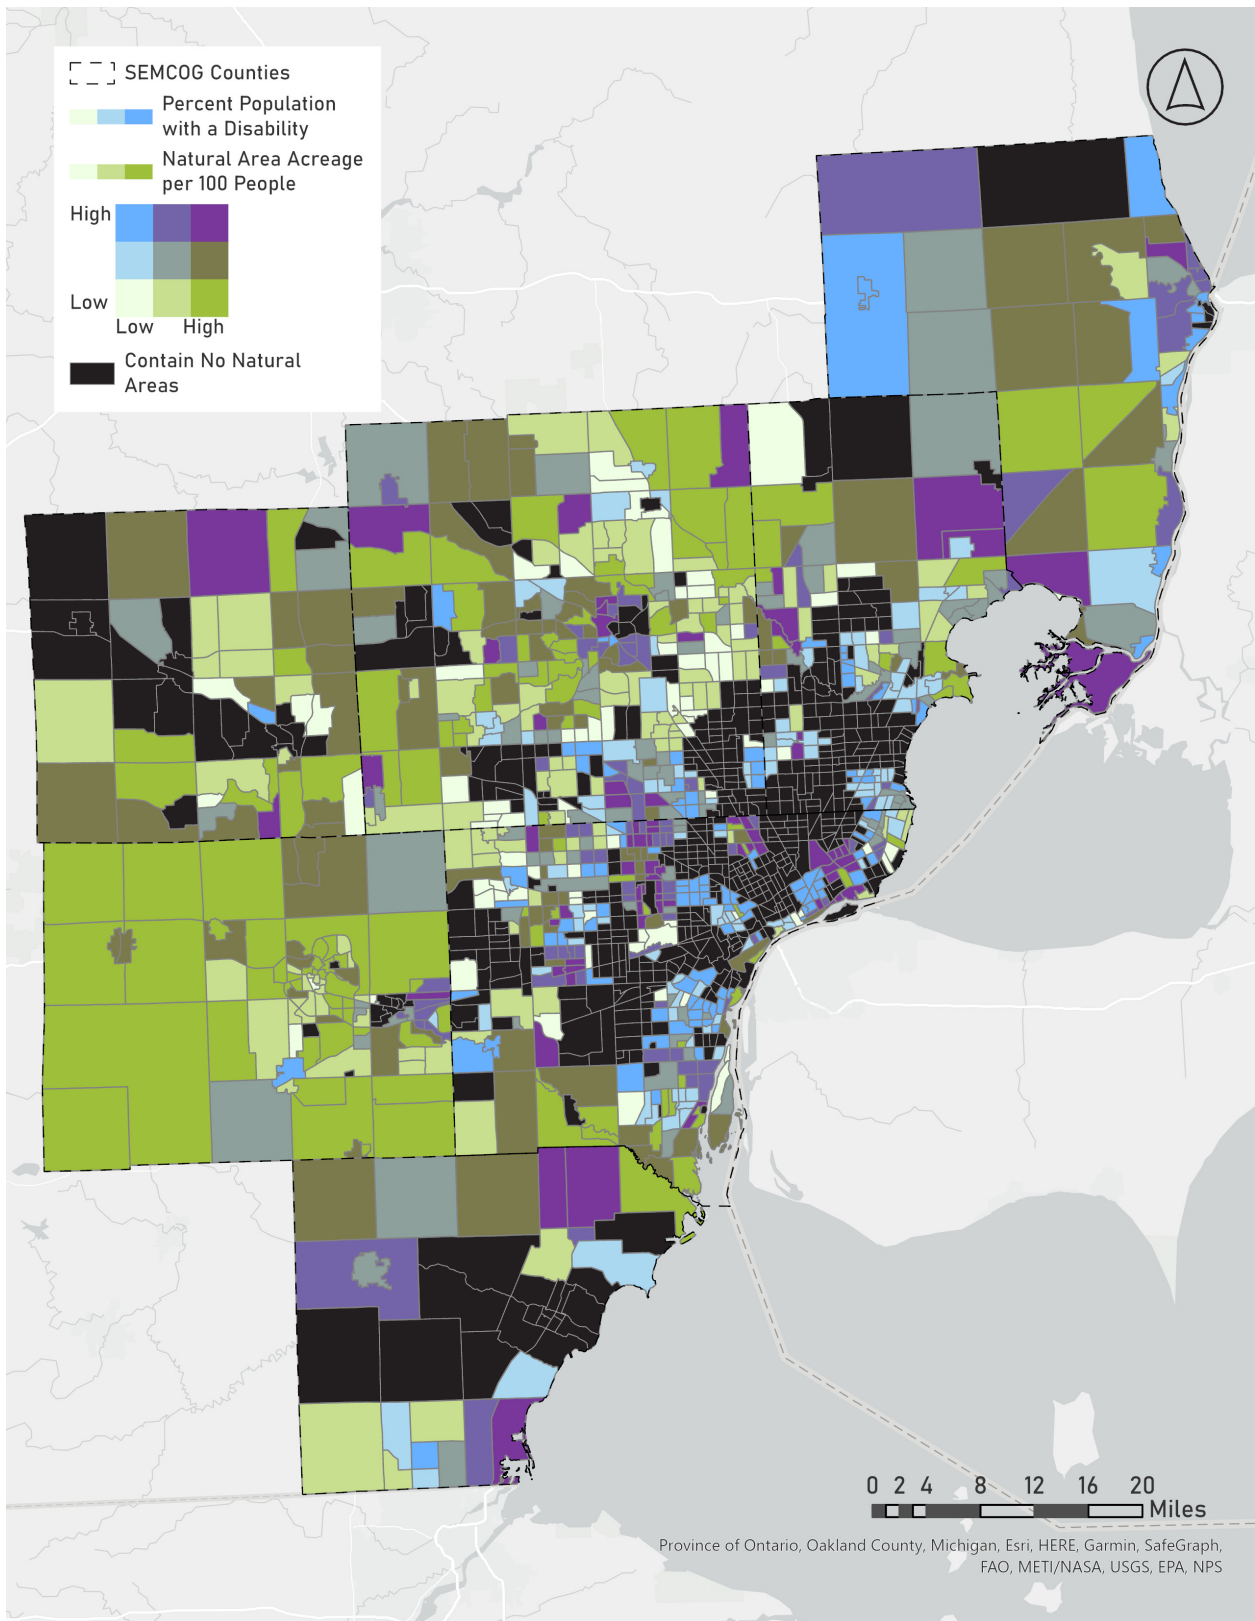 SEMCOG Counties
Percent Population
with a Disability
Natural Area Acreage
per 100 People
High
Low
Low High
Contain No Natural
Areas
0 2 4 8 12 16 20
Miles
Province of Ontario, Oakland County, Michigan, Esri, HERE, Garmin, SafeGraph,
FAO, METI/NASA, USGS, EPA, NPS